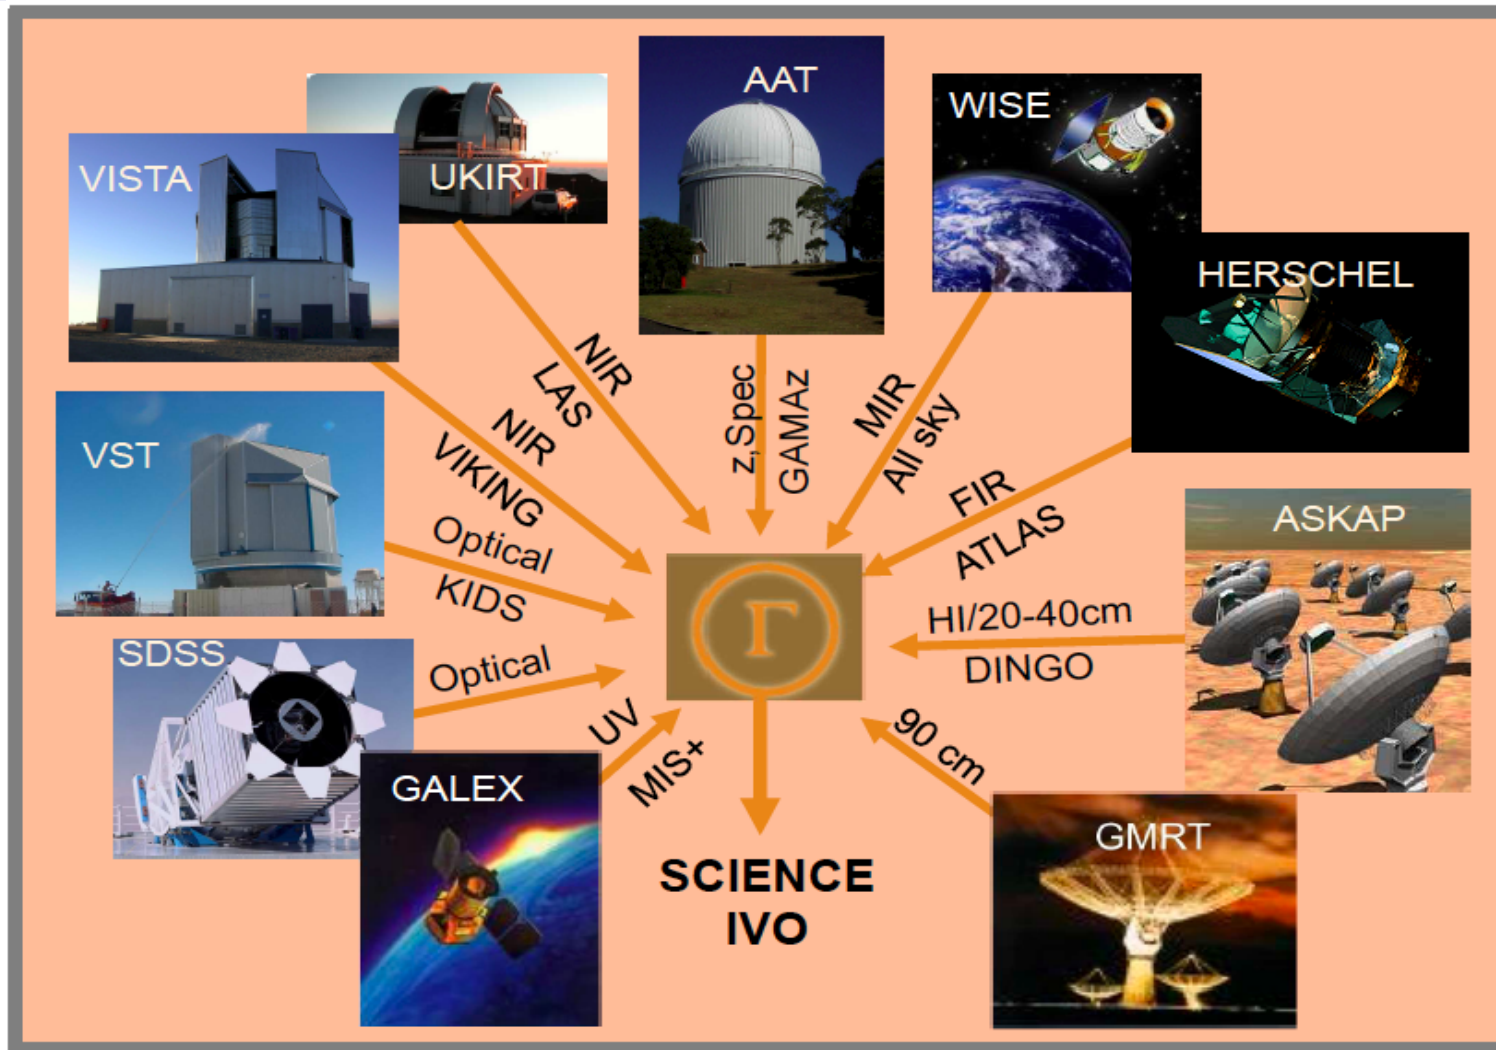 AAT
WISE
VISTA
UKIRT
HERSCHEL
NIR
LAS
z,Spec
GAMAz
MIR
All sky
NIR
VIKING
FIR
ATLAS
VST
Optical
KIDS
ASKAP
HI/20-40cm
DINGO
Γ
SDSS
Optical
UV
MIS+
90 cm
GALEX
GMRT
SCIENCE
IVO